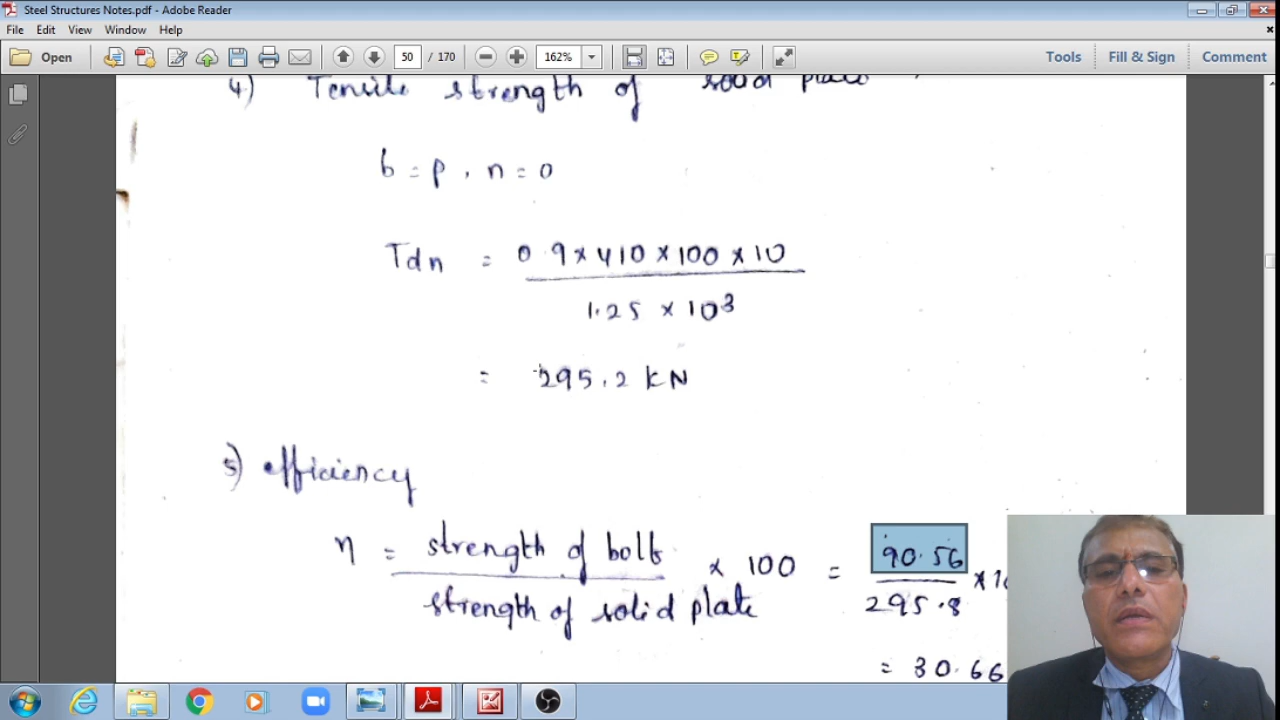 Steel Structures Notes.pdf - Adobe Reader
File Edit View Window Help
Open 50 / 170 162% Tools Fill & Sign Comment
4) Tensile strength of solid plate
b = p, n = 0
Tdn = 0.9 x 410 x 100 x 10
1.25 x 10³
= 295.2 kN
5) efficiency
η = strength of bolt x 100 = 90.56 x 10
strength of solid plate 295.8
= 30.66